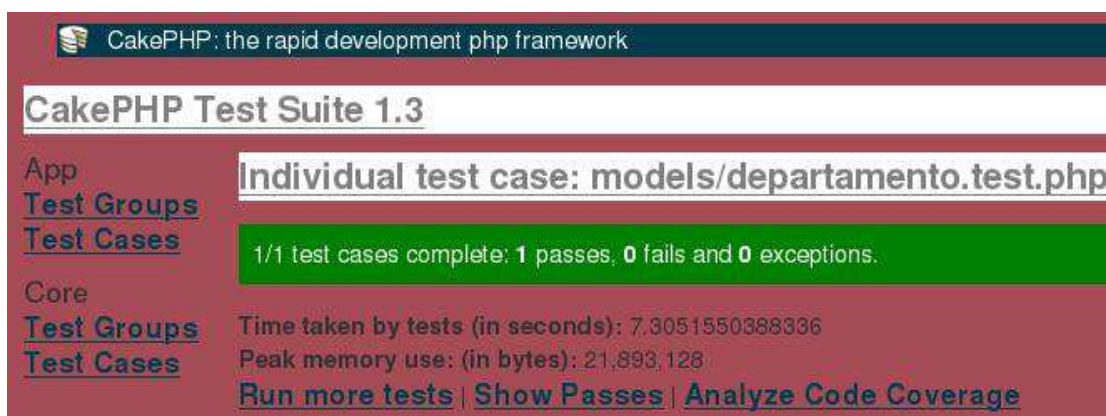 CakePHP: the rapid development php framework
CakePHP Test Suite 1.3
App
Test Groups
Test Cases
Core
Test Groups
Test Cases
Individual test case: models/departamento.test.php
1/1 test cases complete: 1 passes, 0 fails and 0 exceptions.
Time taken by tests (in seconds): 7.3051550388336
Peak memory use: (in bytes): 21,893,128
Run more tests | Show Passes | Analyze Code Coverage